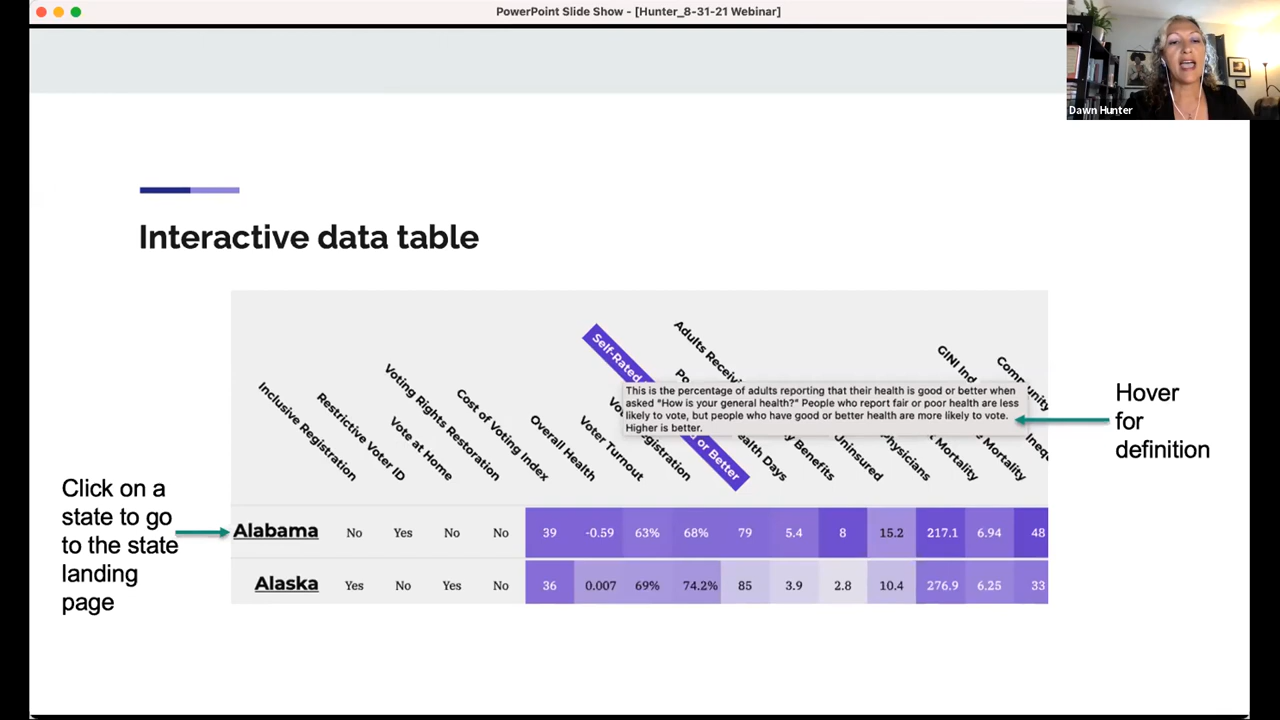 PowerPoint Slide Show - [Hunter_8-31-21 Webinar]
Dawn Hunter
Interactive data table
Inclusive Registration
Restrictive Voter ID
Voting Rights Restoration
Vote at Home
Cost of Voting Index
Overall Health
Voter Turnout
Registration
Self-Rated
or Better
Adults
Health Days
Benefits
Uninsured
Physicians
Mortality
GINI
Mortality
This is the percentage of adults reporting that their health is good or better when
asked "How is your general health?" People who report fair or poor health are less
likely to vote, but people who have good or better health are more likely to vote.
Higher is better.
Hover
for
definition
Click on a
state to go
to the state
landing
page
Alabama No Yes No No 39 -0.59 63% 68% 79 5.4 8 15.2 217.1 6.94 48
Alaska Yes No Yes No 36 0.007 69% 74.2% 85 3.9 2.8 10.4 276.9 6.25 33